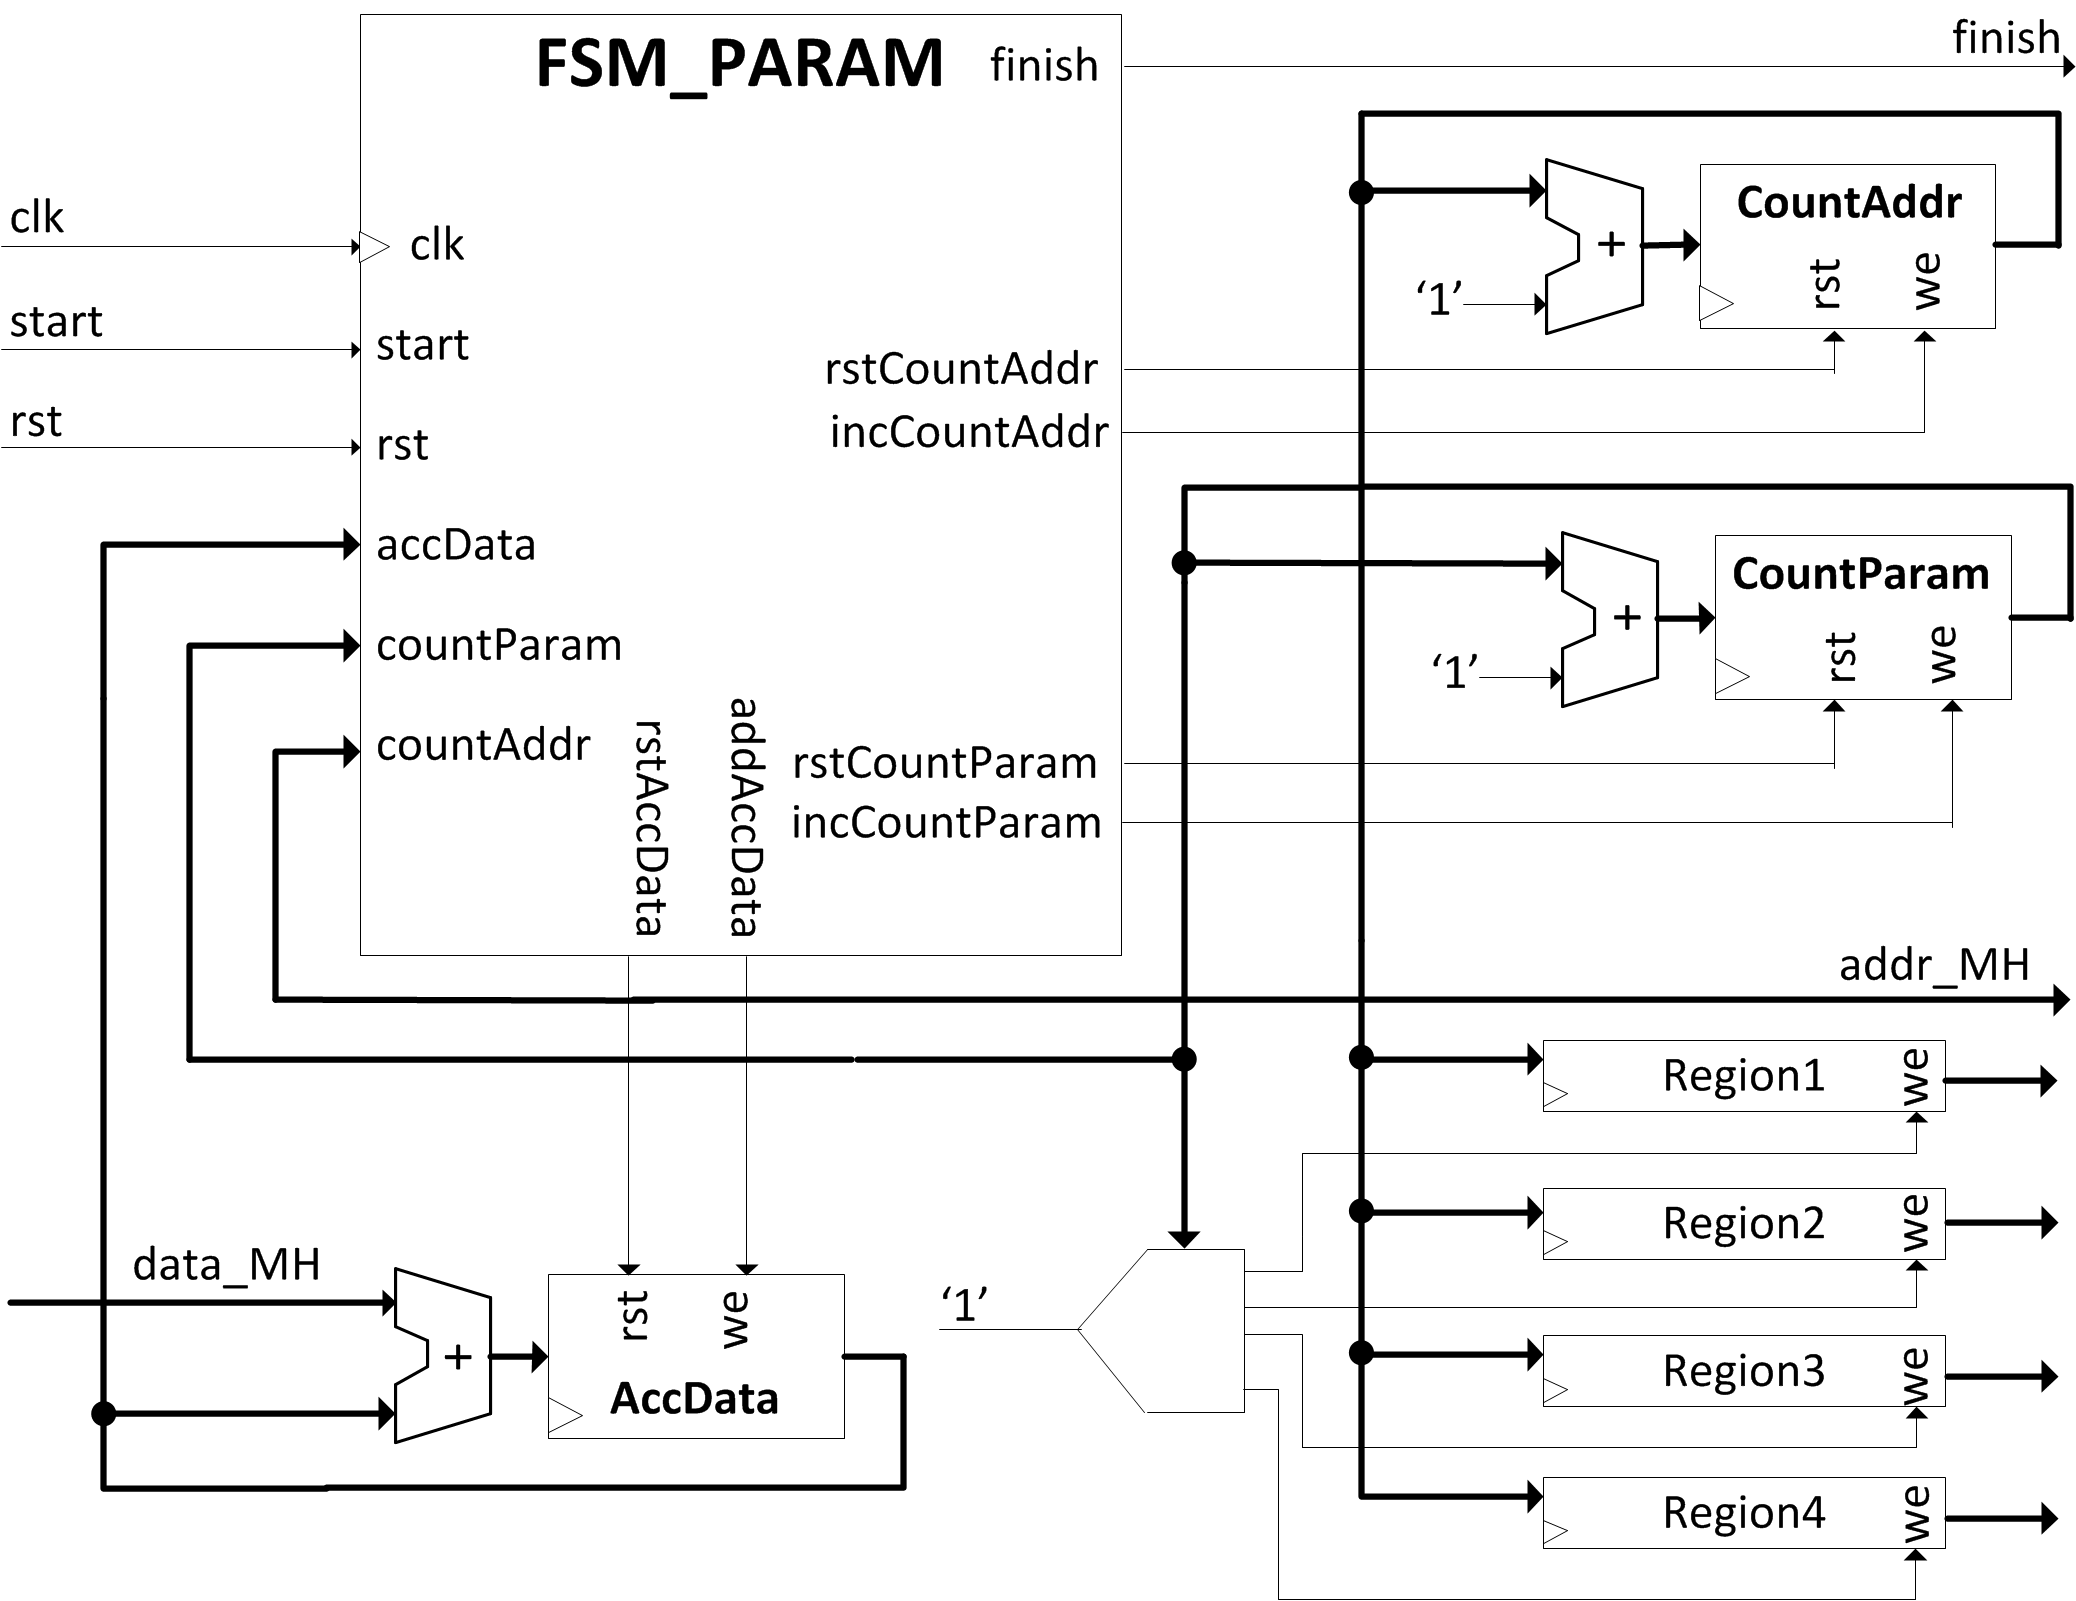 FSM_PARAM
finish
finish
clk
clk
start
start
rst
rst
accData
countParam
countAddr
rstAccData
addAccData
rstCountAddr
incCountAddr
rstCountParam
incCountParam
‘1’
+
CountAddr
rst
we
‘1’
+
CountParam
rst
we
addr_MH
data_MH
+
rst
we
AccData
‘1’
Region1
we
Region2
we
Region3
we
Region4
we